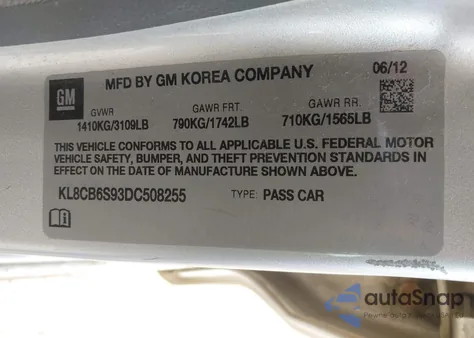 GM
MFD BY GM KOREA COMPANY
06/12
GVWR GAWR FRT. GAWR RR.
1410KG/3109LB 790KG/1742LB 710KG/1565LB
THIS VEHICLE CONFORMS TO ALL APPLICABLE U.S. FEDERAL MOTOR
VEHICLE SAFETY, BUMPER, AND THEFT PREVENTION STANDARDS IN
EFFECT ON THE DATE OF MANUFACTURE SHOWN ABOVE.
KL8CB6S93DC508255 TYPE: PASS CAR
autoSnap